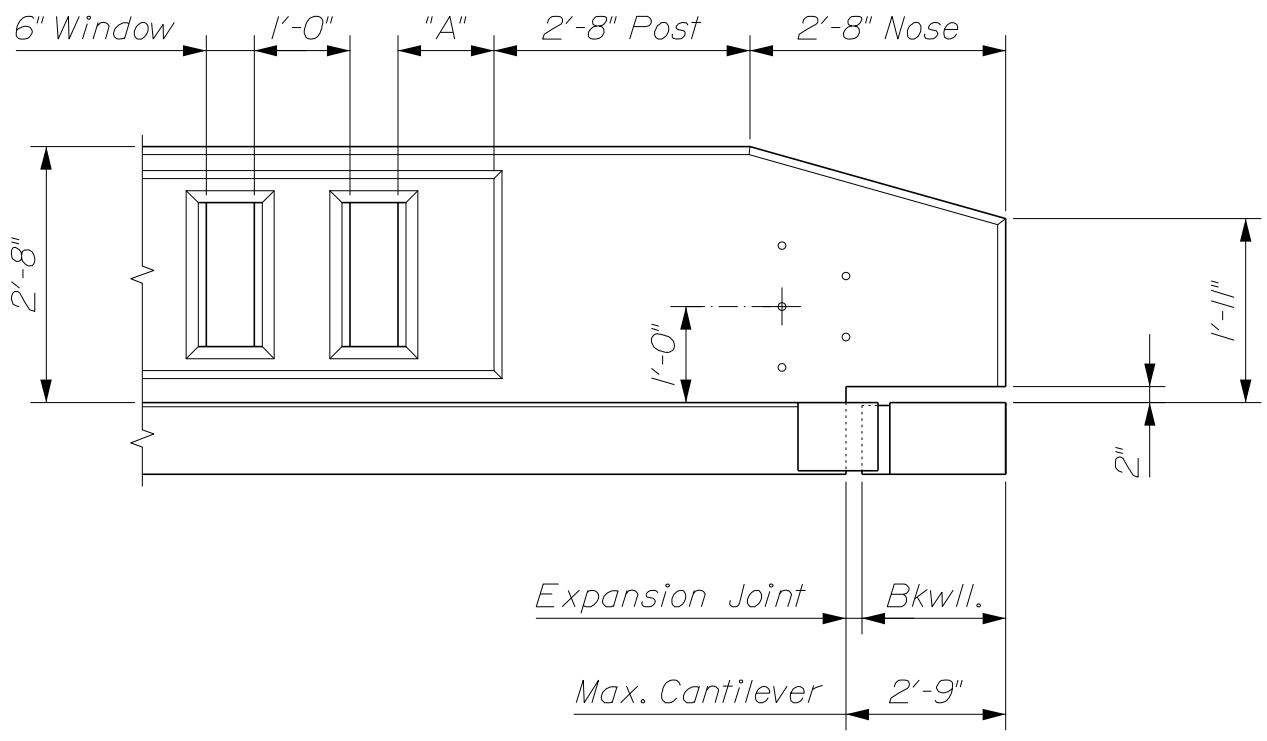 6" Window
1'-0"
"A"
2'-8" Post
2'-8" Nose
2'-8"
1'-0"
1'-11"
2"
Expansion Joint
Bkwll.
Max. Cantilever
2'-9"